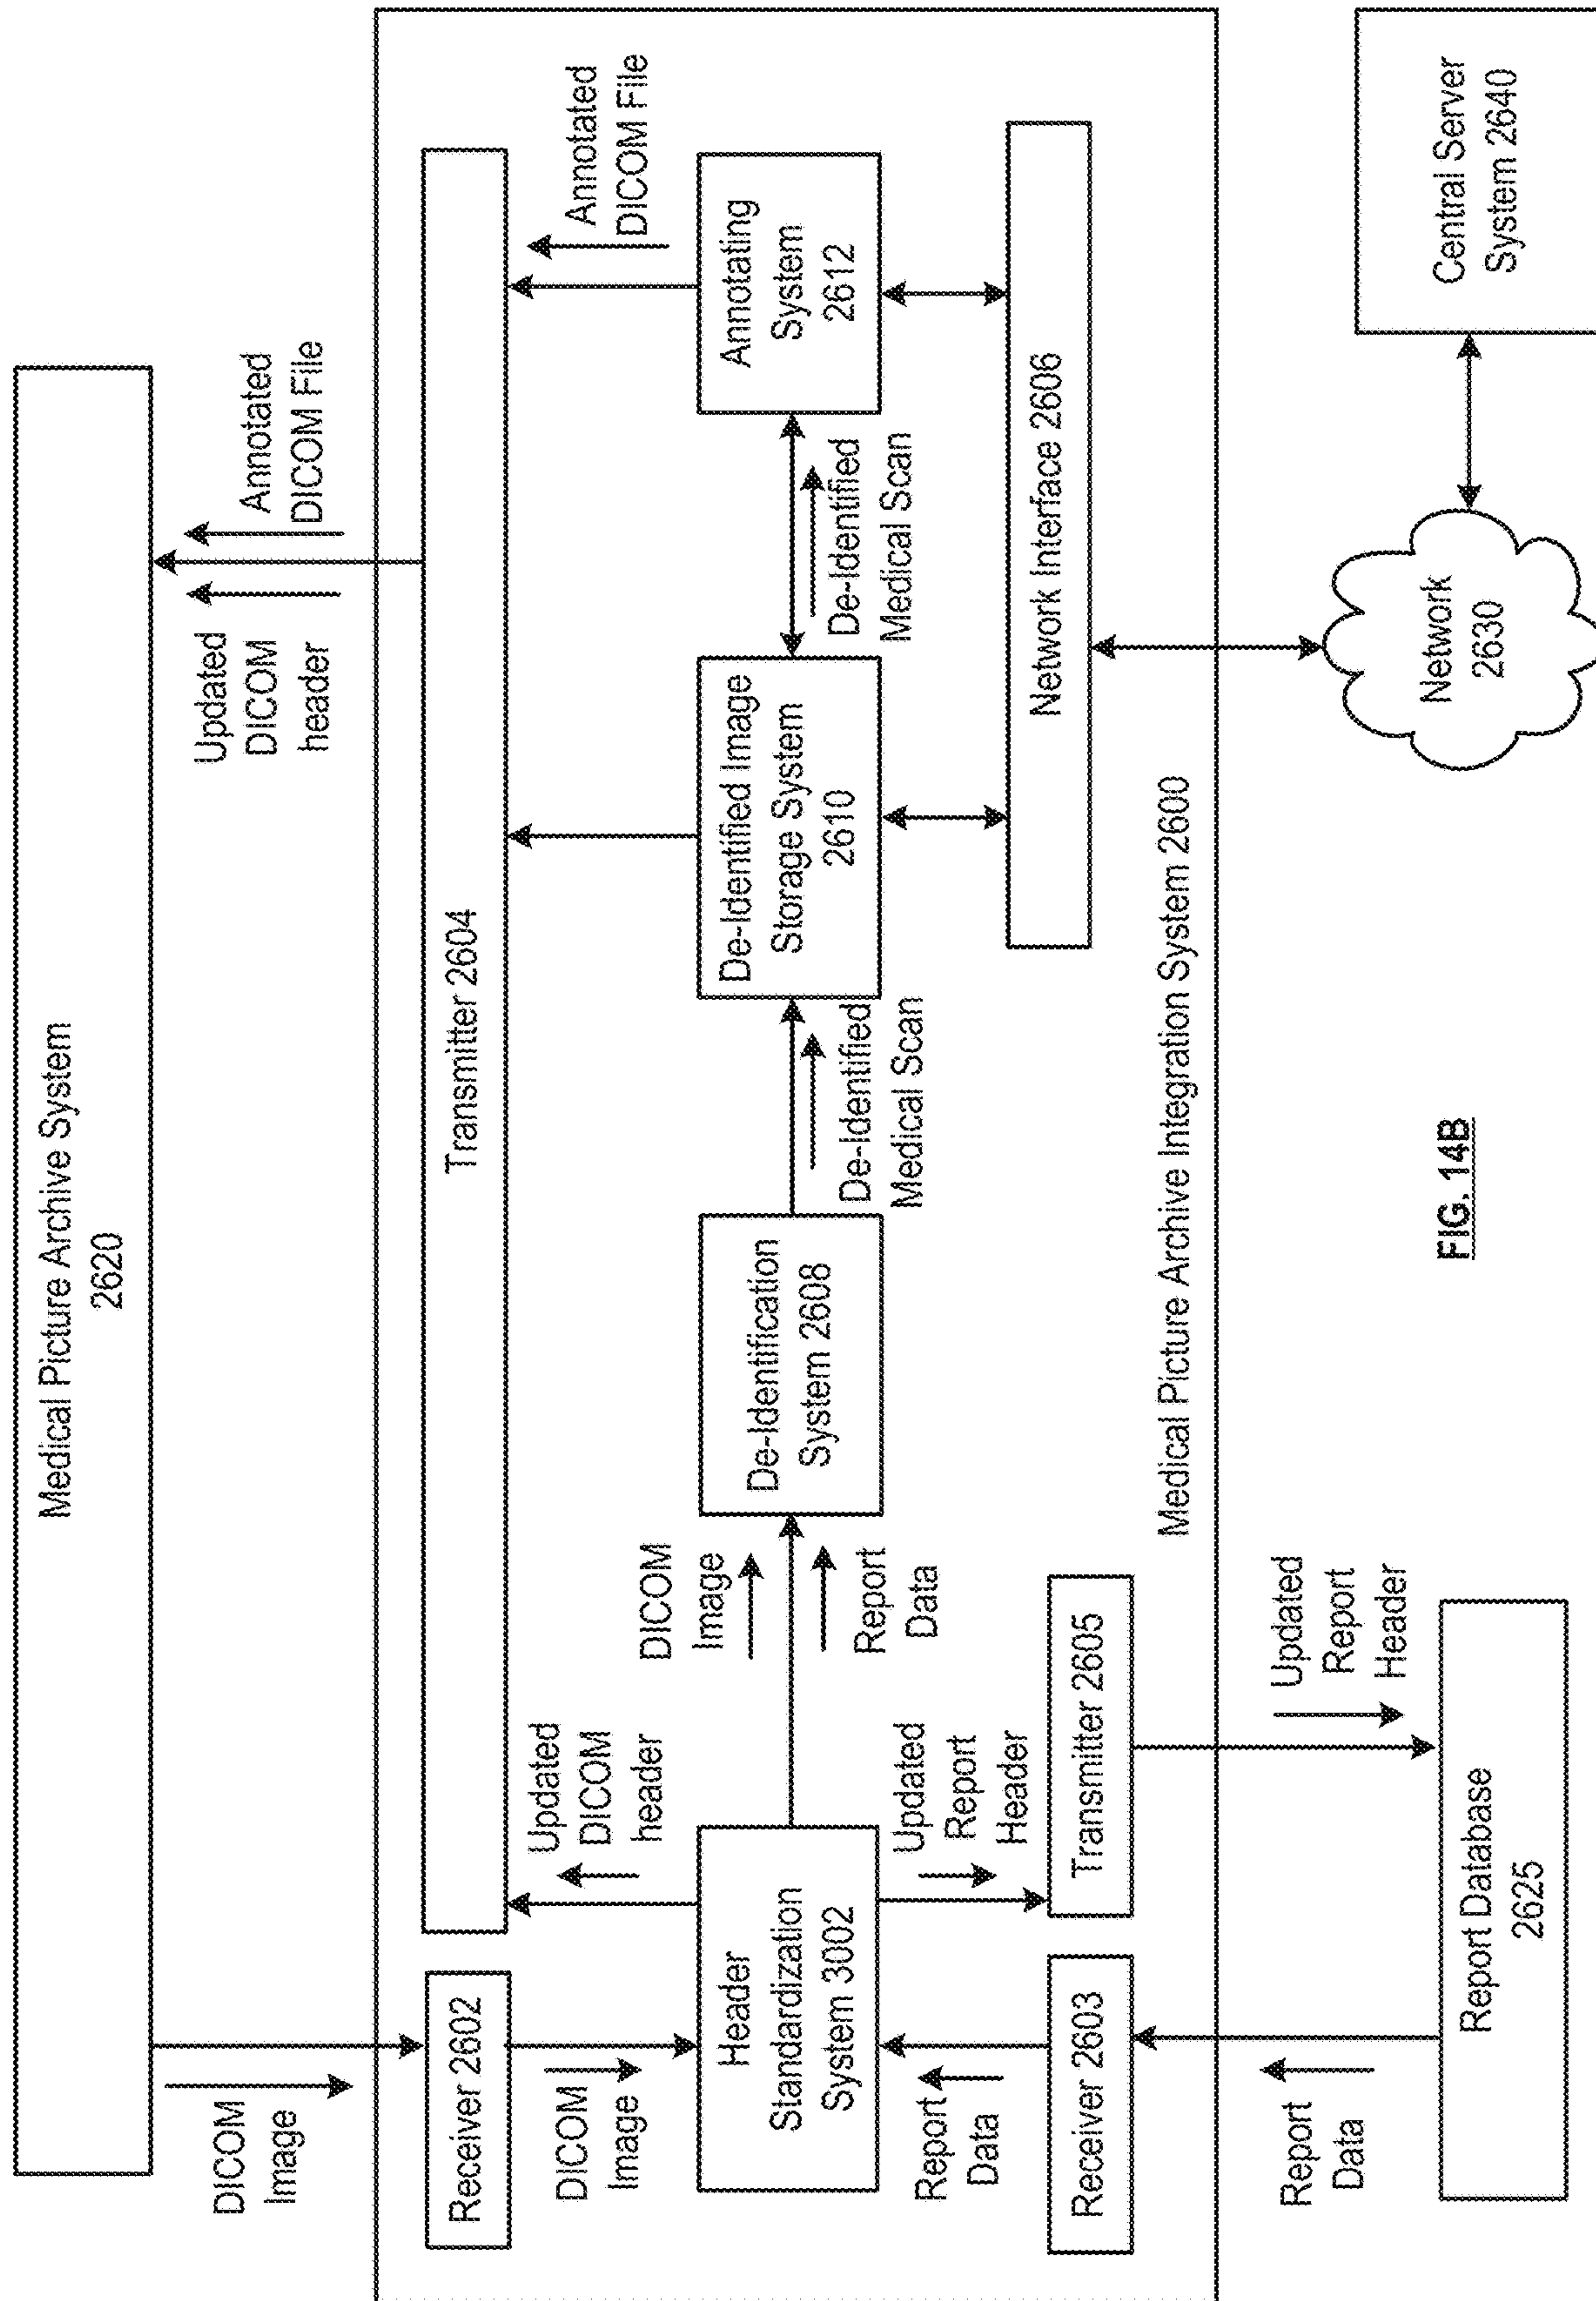 Medical Picture Archive System
2620
DICOM
Image
Updated
DICOM
header
Annotated
DICOM File
Receiver 2602
Transmitter 2604
DICOM
Image
Updated
DICOM
header
Annotated
DICOM File
DICOM
Image
Header
Standardization
System 3002
De-Identification
System 2608
De-Identified Image
Storage System
2610
Annotating
System
2612
Report
Data
De-Identified
Medical Scan
De-Identified
Medical Scan
Report
Data
Updated
Report
Header
Receiver 2603
Transmitter 2605
Network Interface 2606
Medical Picture Archive Integration System 2600
Report
Data
Updated
Report
Header
Report Database
2625
FIG. 14B
Network
2630
Central Server
System 2640